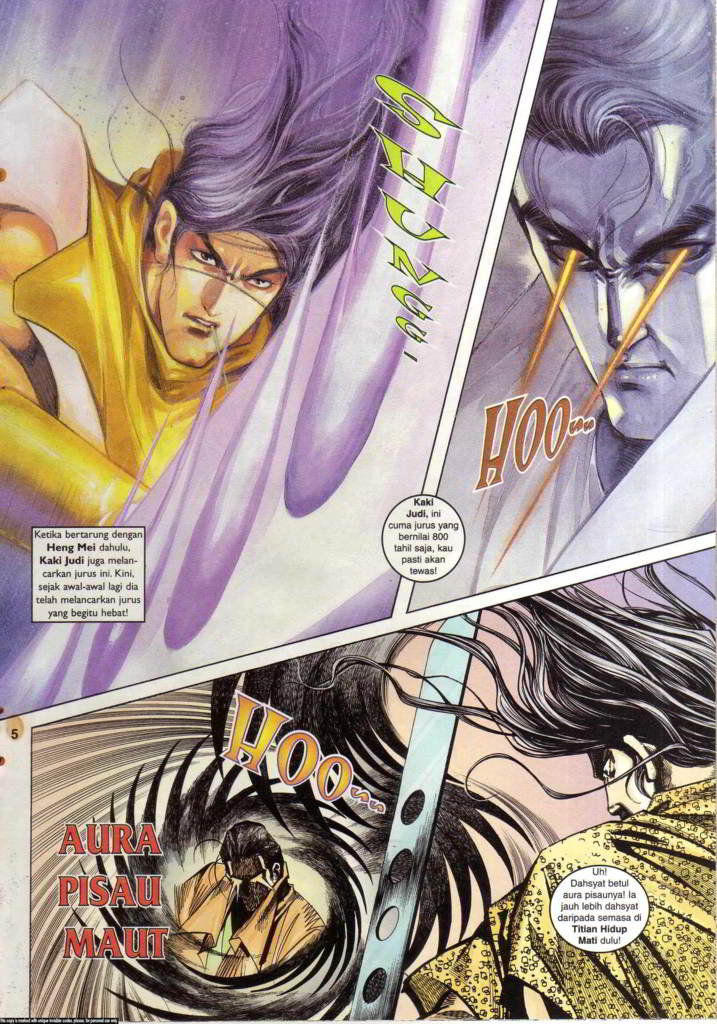 SHUUU!
HOO~~
Kaki
Judi, ini
cuma jurus yang
bernilai 800
tahil saja, kau
pasti akan
tewas!
Ketika bertarung dengan
Heng Mei dahulu,
Kaki Judi juga melan-
carkan jurus ini. Kini,
sejak awal-awal lagi dia
telah melancarkan jurus
yang begitu hebat!
5
HOO~~
AURA
PISAU
MAUT
Uh!
Dahsyat betul
aura pisaunya! Ia
jauh lebih dahsyat
daripada semasa di
Titian Hidup
Mati dulu!